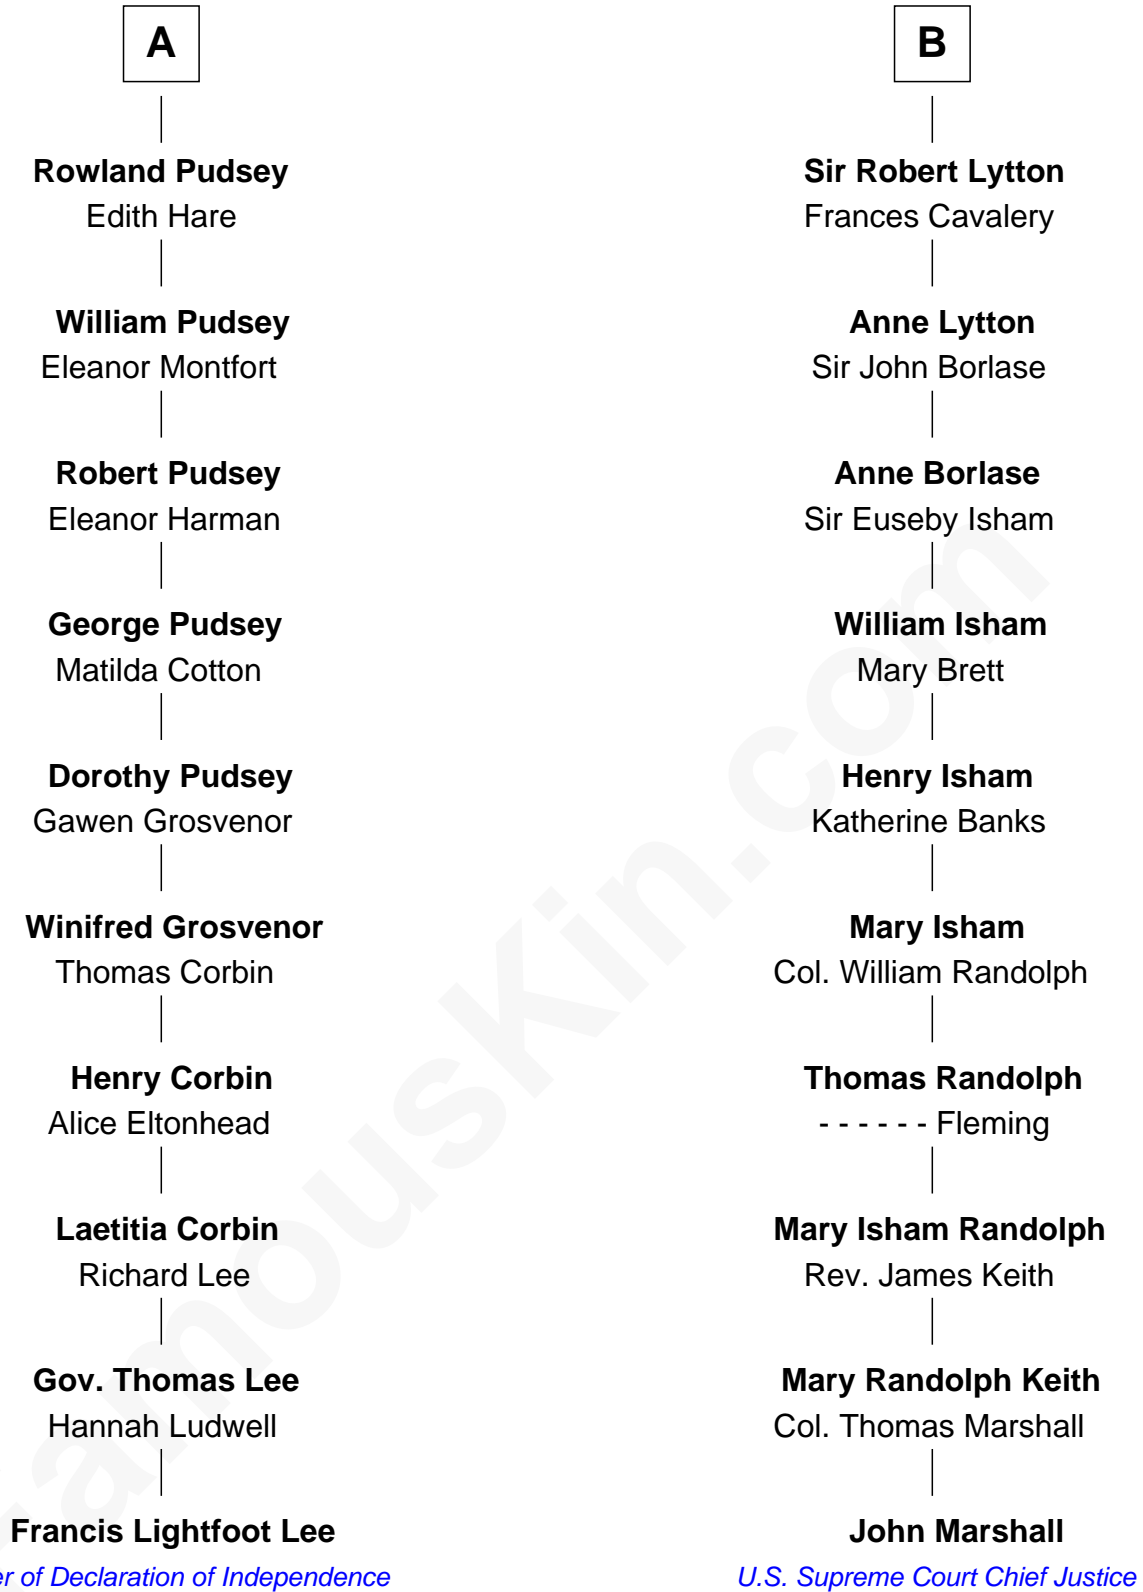 A
Rowland Pudsey
Edith Hare
William Pudsey
Eleanor Montfort
Robert Pudsey
Eleanor Harman
George Pudsey
Matilda Cotton
Dorothy Pudsey
Gawen Grosvenor
Winifred Grosvenor
Thomas Corbin
Henry Corbin
Alice Eltonhead
Laetitia Corbin
Richard Lee
Gov. Thomas Lee
Hannah Ludwell
Francis Lightfoot Lee
er of Declaration of Independence
B
Sir Robert Lytton
Frances Cavalery
Anne Lytton
Sir John Borlase
Anne Borlase
Sir Euseby Isham
William Isham
Mary Brett
Henry Isham
Katherine Banks
Mary Isham
Col. William Randolph
Thomas Randolph
- - - - - - Fleming
Mary Isham Randolph
Rev. James Keith
Mary Randolph Keith
Col. Thomas Marshall
John Marshall
U.S. Supreme Court Chief Justice
FamousKin.com